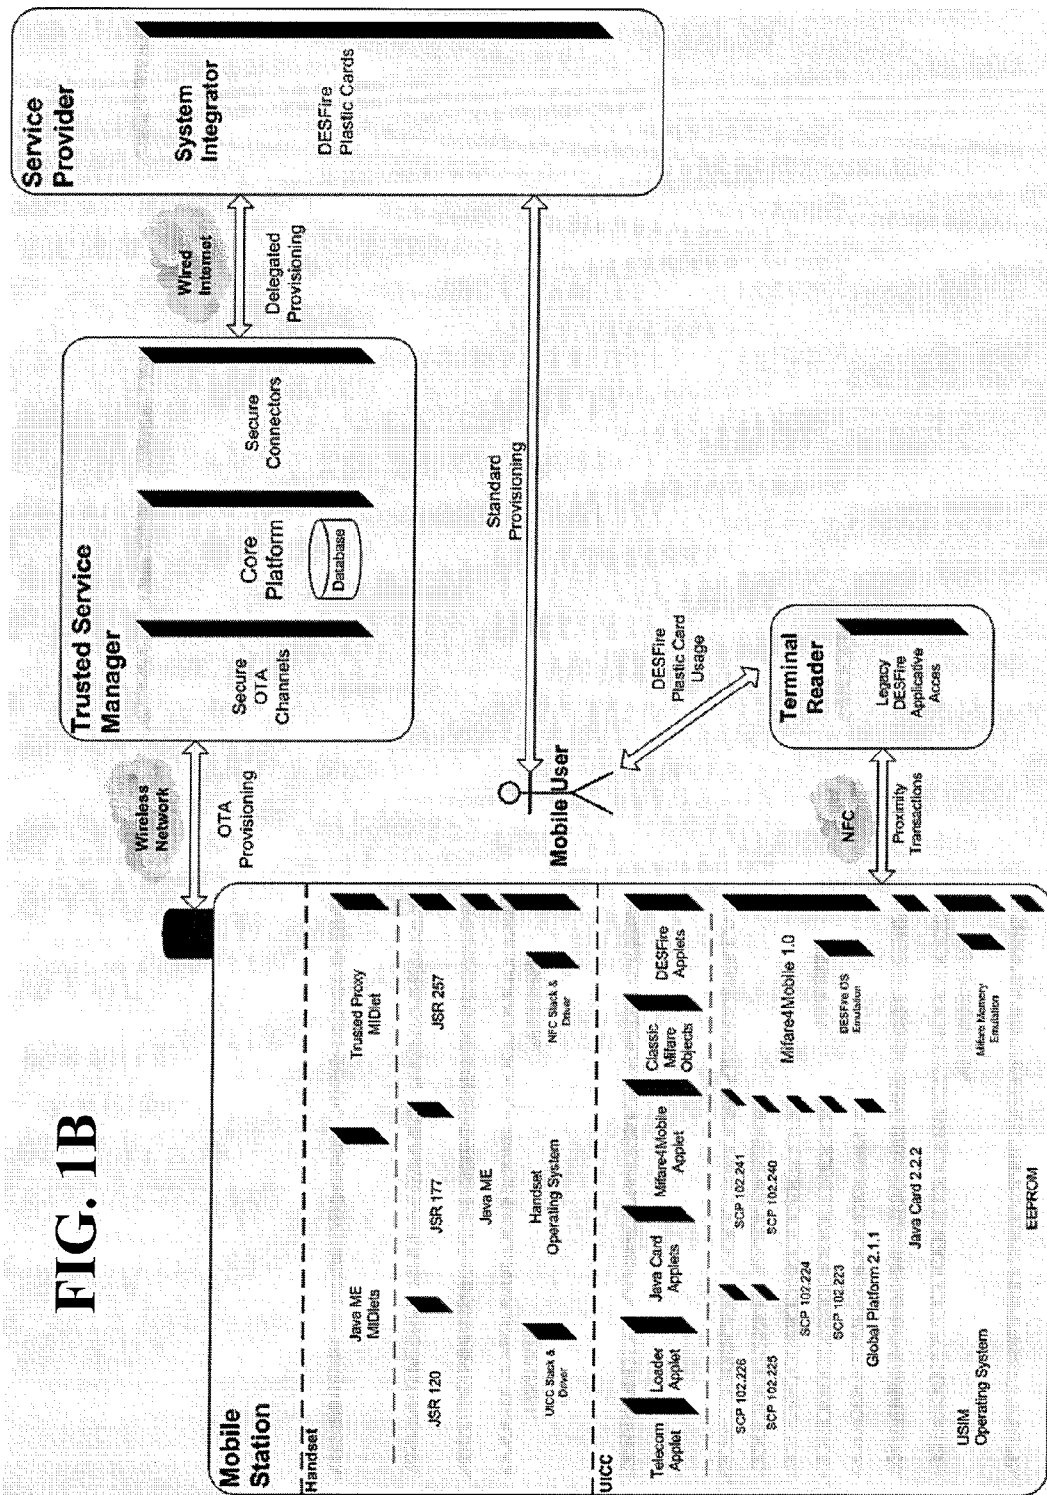 FIG. 1B
Mobile
Station
Handset
Java ME
MIDlets
Trusted Proxy
MIDlet
JSR 120
JSR 177
JSR 257
Java ME
UICC Stack &
Driver
Handset
Operating System
NFC Stack &
Driver
UICC
Telecom
Applet
Loader
Applet
Java Card
Applets
Mifare4Mobile
Applet
Classic
Mifare
Objects
DESFire
Applets
SCP 102.226
SCP 102.241
SCP 102.225
SCP 102.240
SCP 102.224
SCP 102.223
Global Platform 2.1.1
Mifare4Mobile 1.0
DESFire OS
Emulation
Java Card 2.2.2
USIM
Operating System
Mifare Memory
Emulation
EEPROM
Wireless
Network
OTA
Provisioning
Trusted Service
Manager
Secure
OTA
Channels
Core
Platform
Database
Secure
Connectors
Wired
Internet
Delegated
Provisioning
Service
Provider
System
Integrator
DESFire
Plastic Cards
Standard
Provisioning
Mobile User
DESFire
Plastic Card
Usage
NFC
Proximity
Transactions
Terminal
Reader
Legacy
DESFire
Applicative
Acces